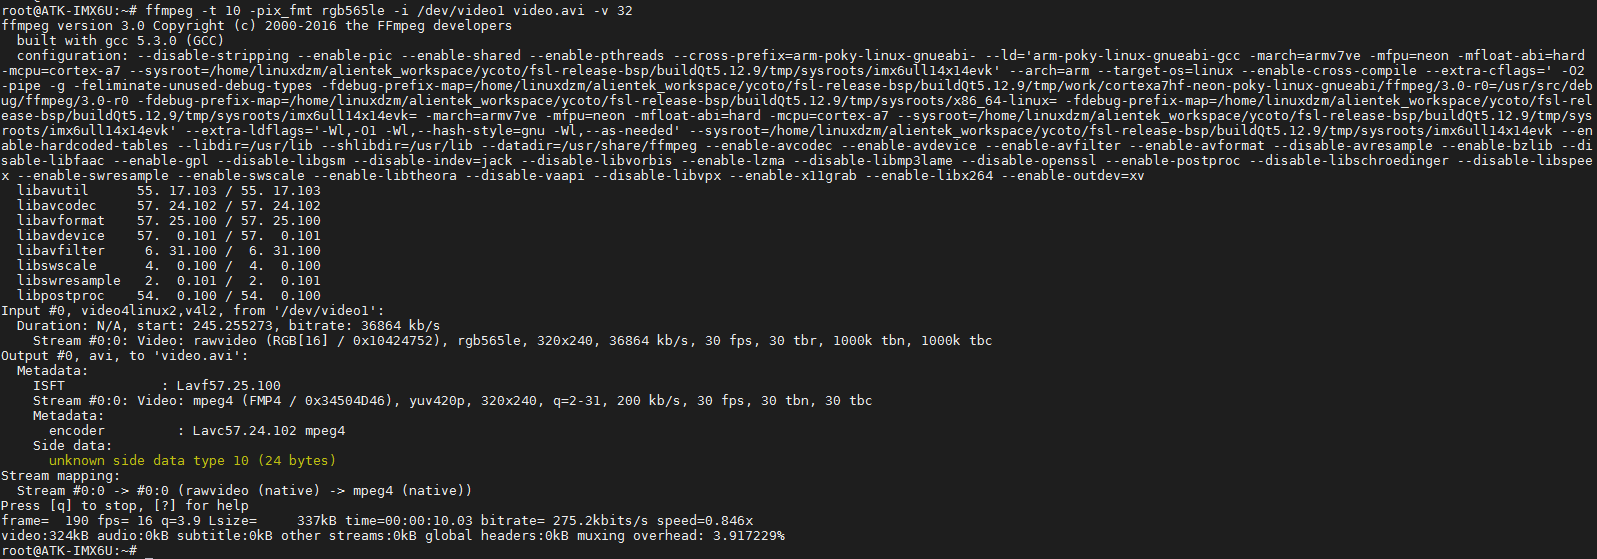 root@ATK-IMX6U:~# ffmpeg -t 10 -pix_fmt rgb565le -i /dev/video1 video.avi -v 32
ffmpeg version 3.0 Copyright (c) 2000-2016 the FFmpeg developers
  built with gcc 5.3.0 (GCC)
  configuration: --disable-stripping --enable-pic --enable-shared --enable-pthreads --cross-prefix=arm-poky-linux-gnueabi- --ld='arm-poky-linux-gnueabi-gcc -march=armv7ve -mfpu=neon -mfloat-abi=hard
-mcpu=cortex-a7 --sysroot=/home/linuxdzm/alientek_workspace/ycoto/fsl-release-bsp/buildQt5.12.9/tmp/sysroots/imx6ull14x14evk' --arch=arm --target-os=linux --enable-cross-compile --extra-cflags=' -O2
-pipe -g -feliminate-unused-debug-types -fdebug-prefix-map=/home/linuxdzm/alientek_workspace/ycoto/fsl-release-bsp/buildQt5.12.9/tmp/work/cortexa7hf-neon-poky-linux-gnueabi/ffmpeg/3.0-r0=/usr/src/deb
ug/ffmpeg/3.0-r0 -fdebug-prefix-map=/home/linuxdzm/alientek_workspace/ycoto/fsl-release-bsp/buildQt5.12.9/tmp/sysroots/x86_64-linux= -fdebug-prefix-map=/home/linuxdzm/alientek_workspace/ycoto/fsl-rel
ease-bsp/buildQt5.12.9/tmp/sysroots/imx6ull14x14evk= -march=armv7ve -mfpu=neon -mfloat-abi=hard -mcpu=cortex-a7 --sysroot=/home/linuxdzm/alientek_workspace/ycoto/fsl-release-bsp/buildQt5.12.9/tmp/sys
roots/imx6ull14x14evk' --extra-ldflags='-Wl,-O1 -Wl,--hash-style=gnu -Wl,--as-needed' --sysroot=/home/linuxdzm/alientek_workspace/ycoto/fsl-release-bsp/buildQt5.12.9/tmp/sysroots/imx6ull14x14evk --en
able-hardcoded-tables --libdir=/usr/lib --shlibdir=/usr/lib --datadir=/usr/share/ffmpeg --enable-avcodec --enable-avdevice --enable-avfilter --enable-avformat --disable-avresample --enable-bzlib --di
sable-libfaac --enable-gpl --disable-libgsm --disable-indev=jack --disable-libvorbis --enable-lzma --disable-libmp3lame --disable-openssl --enable-postproc --disable-libschroedinger --disable-libspee
x --enable-swresample --enable-swscale --enable-libtheora --disable-vaapi --disable-libvpx --enable-x11grab --enable-libx264 --enable-outdev=xv
  libavutil      55. 17.103 / 55. 17.103
  libavcodec     57. 24.102 / 57. 24.102
  libavformat    57. 25.100 / 57. 25.100
  libavdevice    57.  0.101 / 57.  0.101
  libavfilter     6. 31.100 /  6. 31.100
  libswscale      4.  0.100 /  4.  0.100
  libswresample   2.  0.101 /  2.  0.101
  libpostproc    54.  0.100 / 54.  0.100
Input #0, video4linux2,v4l2, from '/dev/video1':
  Duration: N/A, start: 245.255273, bitrate: 36864 kb/s
    Stream #0:0: Video: rawvideo (RGB[16] / 0x10424752), rgb565le, 320x240, 36864 kb/s, 30 fps, 30 tbr, 1000k tbn, 1000k tbc
Output #0, avi, to 'video.avi':
  Metadata:
    ISFT            : Lavf57.25.100
    Stream #0:0: Video: mpeg4 (FMP4 / 0x34504D46), yuv420p, 320x240, q=2-31, 200 kb/s, 30 fps, 30 tbn, 30 tbc
    Metadata:
      encoder         : Lavc57.24.102 mpeg4
    Side data:
      unknown side data type 10 (24 bytes)
Stream mapping:
  Stream #0:0 -> #0:0 (rawvideo (native) -> mpeg4 (native))
Press [q] to stop, [?] for help
frame=  190 fps= 16 q=3.9 Lsize=     337kB time=00:00:10.03 bitrate= 275.2kbits/s speed=0.846x
video:324kB audio:0kB subtitle:0kB other streams:0kB global headers:0kB muxing overhead: 3.917229%
root@ATK-IMX6U:~# _